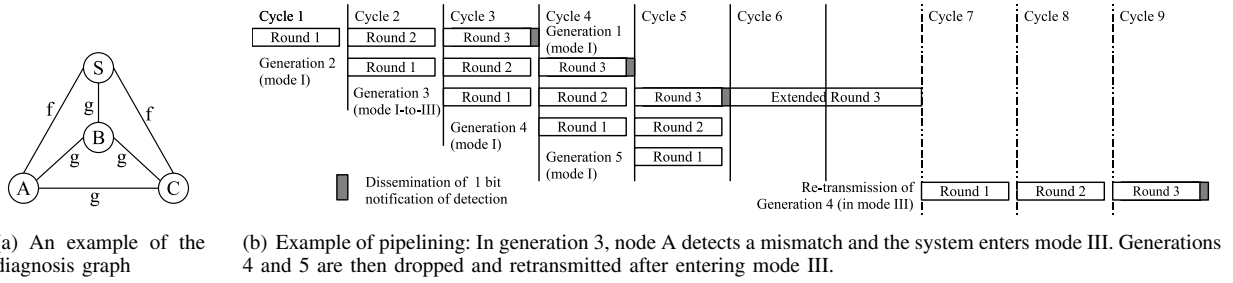 S
f
g
f
B
g
g
A
g
C
Cycle 1
Cycle 2
Cycle 3
Cycle 4
Cycle 5
Cycle 6
Cycle 7
Cycle 8
Cycle 9
Round 1
Round 2
Round 3
Generation 1
(mode I)
Generation 2
(mode I)
Round 1
Round 2
Round 3
Generation 3
(mode I-to-III)
Round 1
Round 2
Round 3
Extended Round 3
Generation 4
(mode I)
Round 1
Round 2
Generation 5
(mode I)
Round 1
Dissemination of 1 bit
notification of detection
Re-transmission of
Generation 4 (in mode III)
Round 1
Round 2
Round 3
a) An example of the
diagnosis graph
(b) Example of pipelining: In generation 3, node A detects a mismatch and the system enters mode III. Generations
4 and 5 are then dropped and retransmitted after entering mode III.